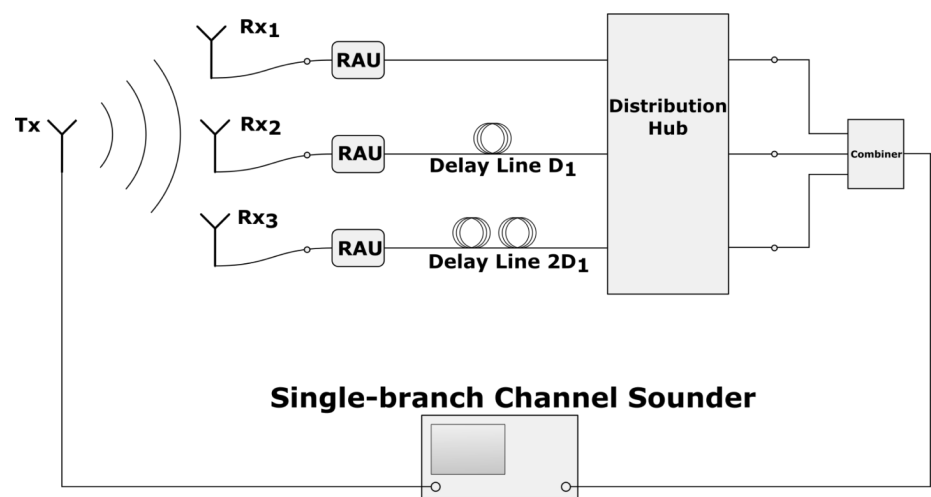 Rx1
RAU
Distribution
Hub
Tx
Rx2
RAU
Delay Line D1
Combiner
Rx3
RAU
Delay Line 2D1
Single-branch Channel Sounder